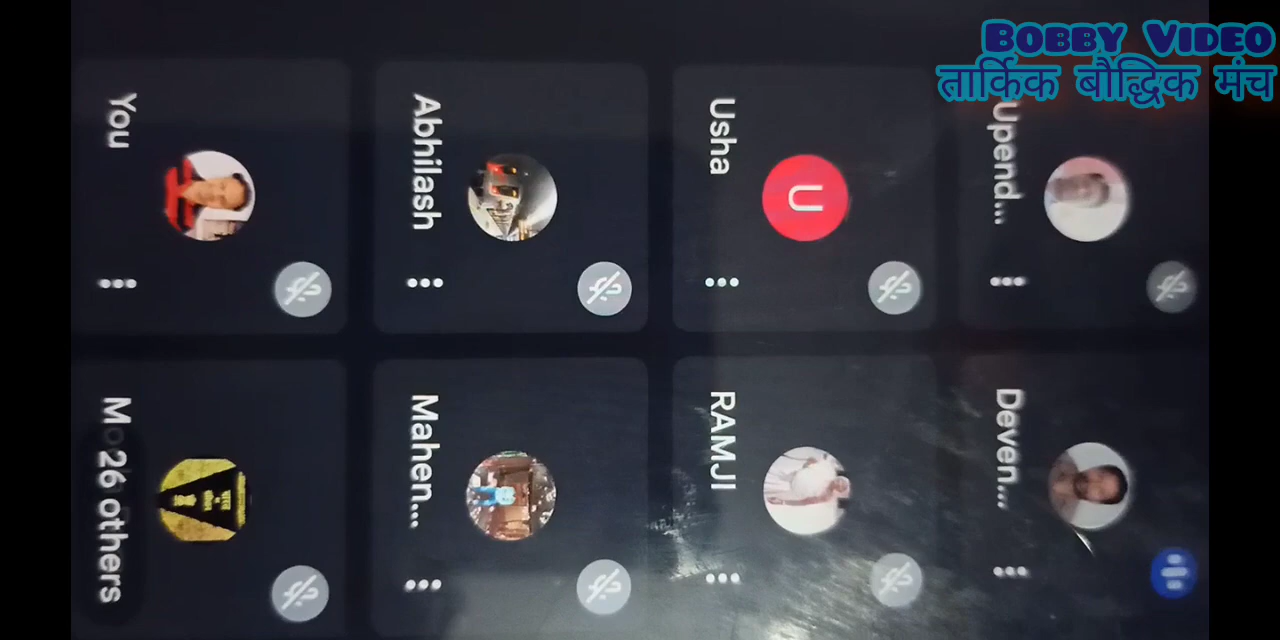 Bobby Video
तार्किक बौद्धिक मंच
Upend...
Deven...
Usha
U
RAMJI
Abhilash
Mahen...
You
26 others